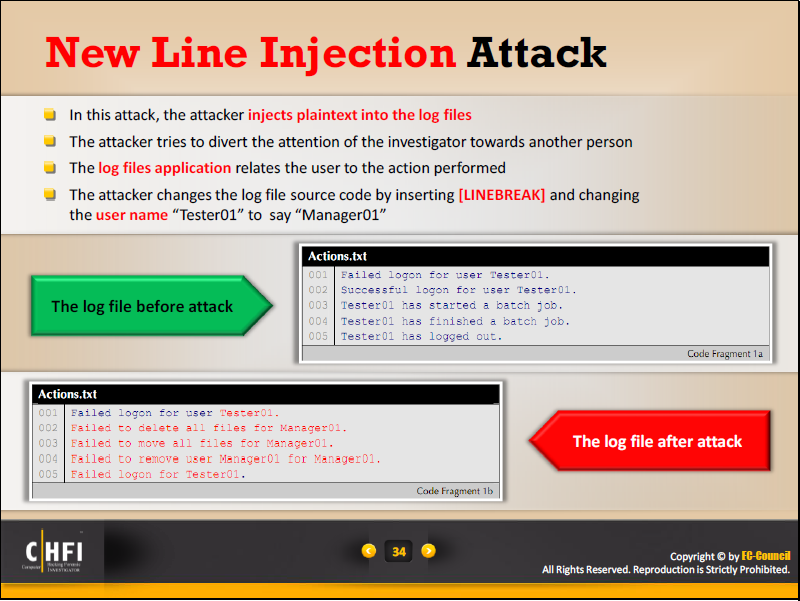 New Line Injection Attack
In this attack, the attacker injects plaintext into the log files
The attacker tries to divert the attention of the investigator towards another person
The log files application relates the user to the action performed
The attacker changes the log file source code by inserting [LINEBREAK] and changing
the user name “Tester01” to say “Manager01”
The log file before attack
Actions.txt
001 Failed logon for user Tester01.
002 Successful logon for user Tester01.
003 Tester01 has started a batch job.
004 Tester01 has finished a batch job.
005 Tester01 has logged out.
Code Fragment 1a
Actions.txt
001 Failed logon for user Tester01.
002 Failed to delete all files for Manager01.
003 Failed to move all files for Manager01.
004 Failed to remove user Manager01 for Manager01.
005 Failed logon for Tester01.
Code Fragment 1b
The log file after attack
CHFI
Computer Hacking Forensic
INVESTIGATOR
34
Copyright © by EC-Council
All Rights Reserved. Reproduction is Strictly Prohibited.